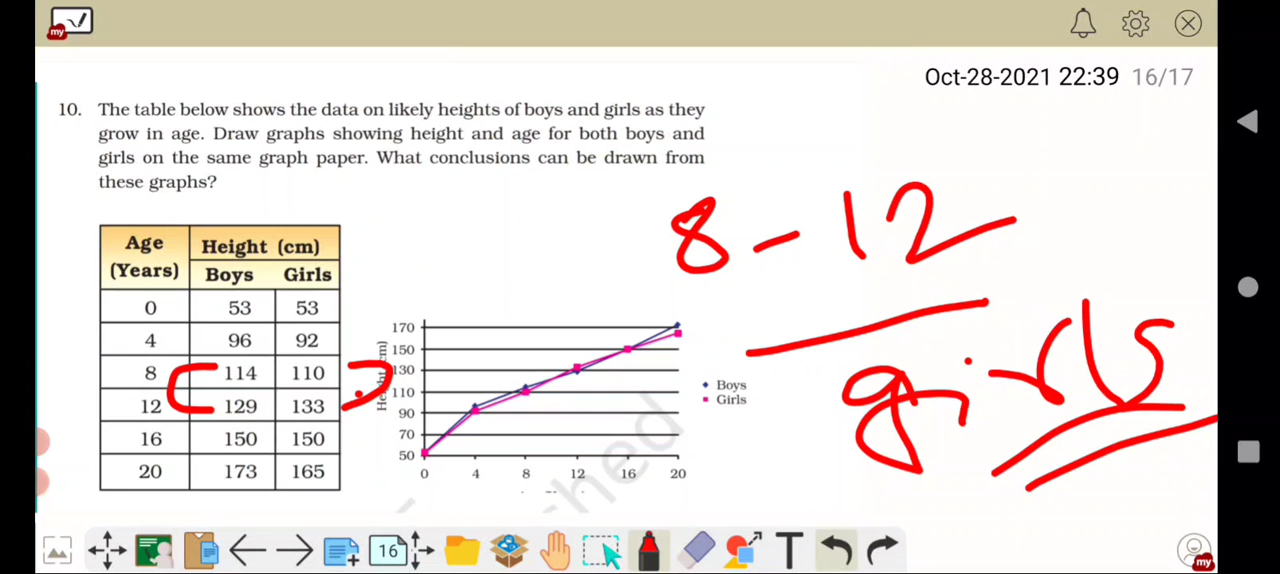 my
Oct-28-2021 22:39 16/17
10. The table below shows the data on likely heights of boys and girls as they
grow in age. Draw graphs showing height and age for both boys and
girls on the same graph paper. What conclusions can be drawn from
these graphs?
Age (Years) Height (cm)
Boys Girls
0 53 53
4 96 92
8 114 110
12 129 133
16 150 150
20 173 165
170
150
130
110
90
70
50
0 4 8 12 16 20
Boys
Girls
8-12
girls
16
T
my